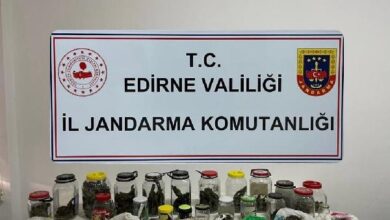 T.C.
EDİRNE VALİLİĞİ
İL JANDARMA KOMUTANLIĞI